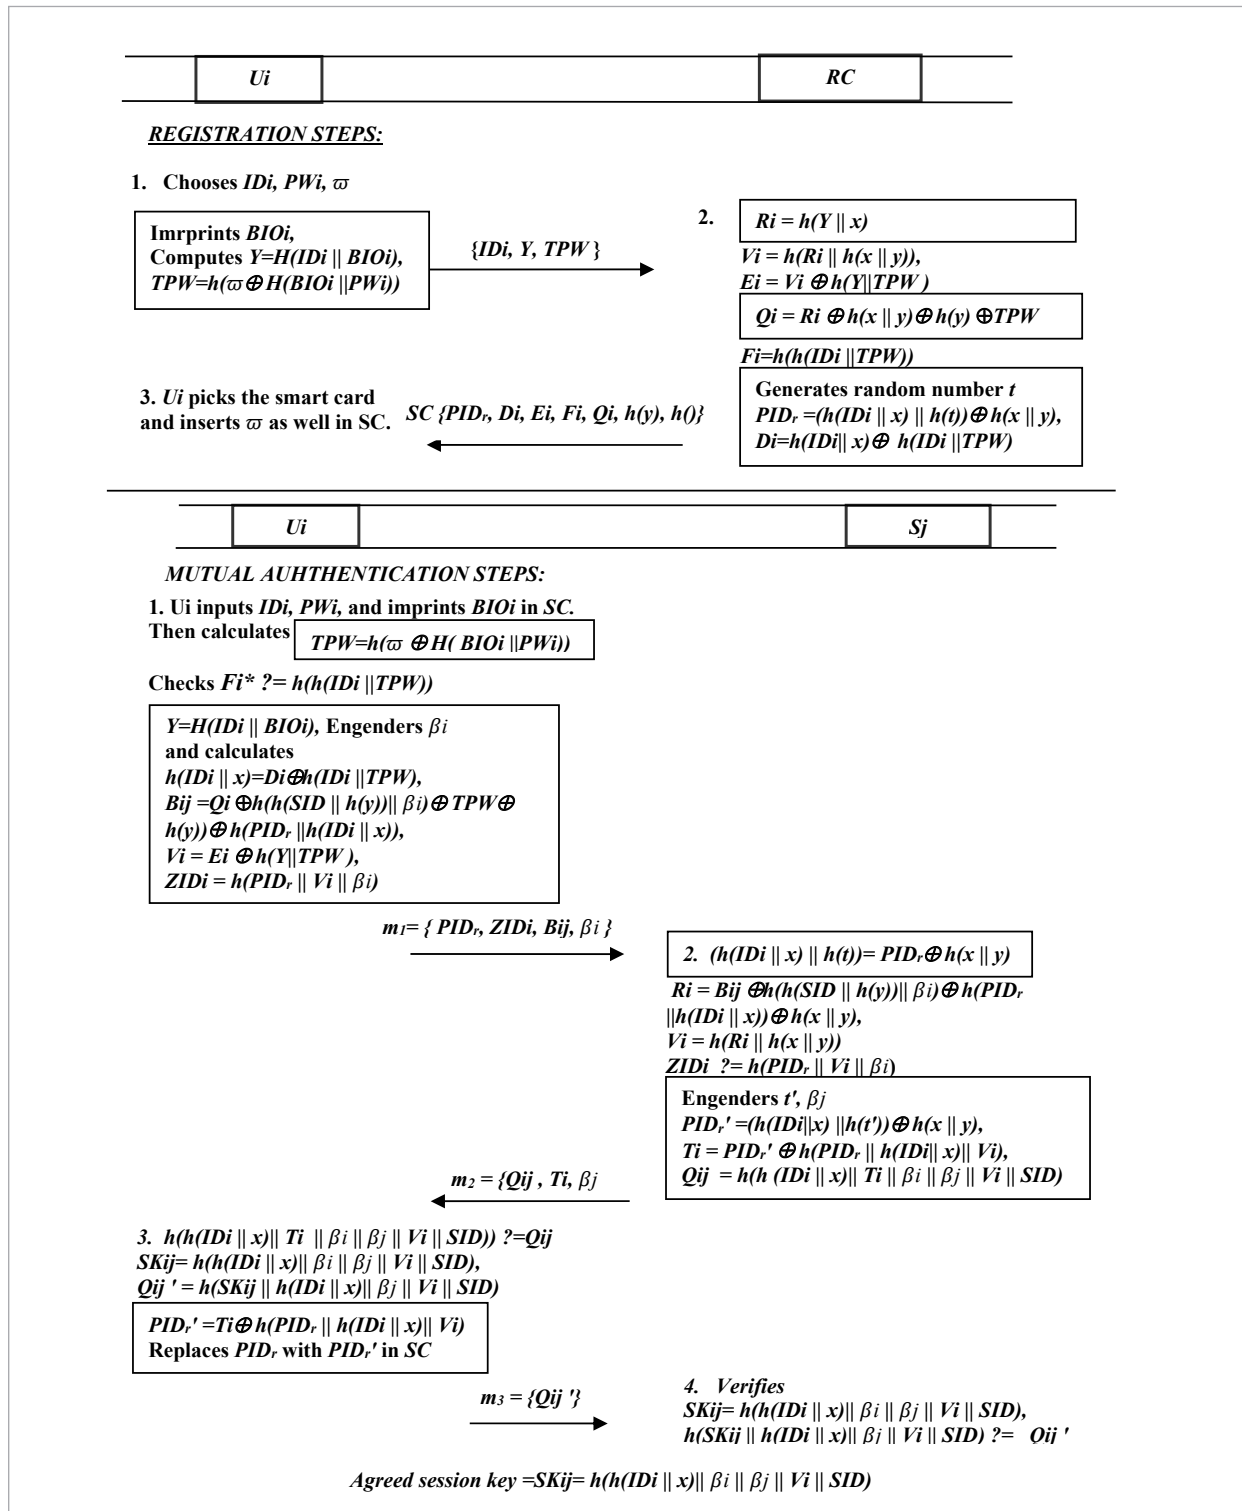 Ui
RC
REGISTRATION STEPS:
1. Chooses IDi, PWi, ϖ
Imrprints BIOi,
Computes Y=H(IDi || BIOi),
TPW=h(ϖ⊕H(BIOi ||PWi))
{IDi, Y, TPW }
2.
Ri = h(Y || x)
Vi = h(Ri || h(x || y)),
Ei = Vi ⊕h(Y||TPW )
Qi = Ri ⊕h(x || y)⊕h(y) ⊕TPW
Fi=h(h(IDi ||TPW))
Generates random number t
PIDr =(h(IDi || x) || h(t))⊕h(x || y),
Di=h(IDi|| x)⊕ h(IDi ||TPW)
3. Ui picks the smart card
and inserts ϖ as well in SC.
SC {PIDr, Di, Ei, Fi, Qi, h(y), h()}
Ui
Sj
MUTUAL AUHTHENTICATION STEPS:
1. Ui inputs IDi, PWi, and imprints BIOi in SC.
Then calculates TPW=h(ϖ ⊕H( BIOi ||PWi))
Checks Fi* ?= h(h(IDi ||TPW))
Y=H(IDi || BIOi), Engenders βi
and calculates
h(IDi || x)=Di⊕h(IDi ||TPW),
Bij =Qi ⊕h(h(SID || h(y))|| βi)⊕TPW⊕
h(y))⊕h(PIDr ||h(IDi || x)),
Vi = Ei ⊕h(Y||TPW ),
ZIDi = h(PIDr || Vi || βi)
m1= { PIDr, ZIDi, Bij, βi }
2. (h(IDi || x) || h(t))= PIDr⊕h(x || y)
Ri = Bij ⊕h(h(SID || h(y))|| βi)⊕h(PIDr
||h(IDi || x))⊕h(x || y),
Vi = h(Ri || h(x || y))
ZIDi ?= h(PIDr || Vi || βi)
Engenders t', βj
PIDr' =(h(IDi||x) ||h(t'))⊕h(x || y),
Ti = PIDr' ⊕h(PIDr || h(IDi|| x)|| Vi),
Qij = h(h (IDi || x)|| Ti || βi || βj || Vi || SID)
m2 = {Qij , Ti, βj
3. h(h(IDi || x)|| Ti || βi || βj || Vi || SID)) ?=Qij
SKij= h(h(IDi || x)|| βi || βj || Vi || SID),
Qij ' = h(SKij || h(IDi || x)|| βj || Vi || SID)
PIDr' =Ti⊕h(PIDr || h(IDi || x)|| Vi)
Replaces PIDr with PIDr' in SC
m3 = {Qij '}
4. Verifies
SKij= h(h(IDi || x)|| βi || βj || Vi || SID),
h(SKij || h(IDi || x)|| βj || Vi || SID) ?= Qij '
Agreed session key =SKij= h(h(IDi || x)|| βi || βj || Vi || SID)